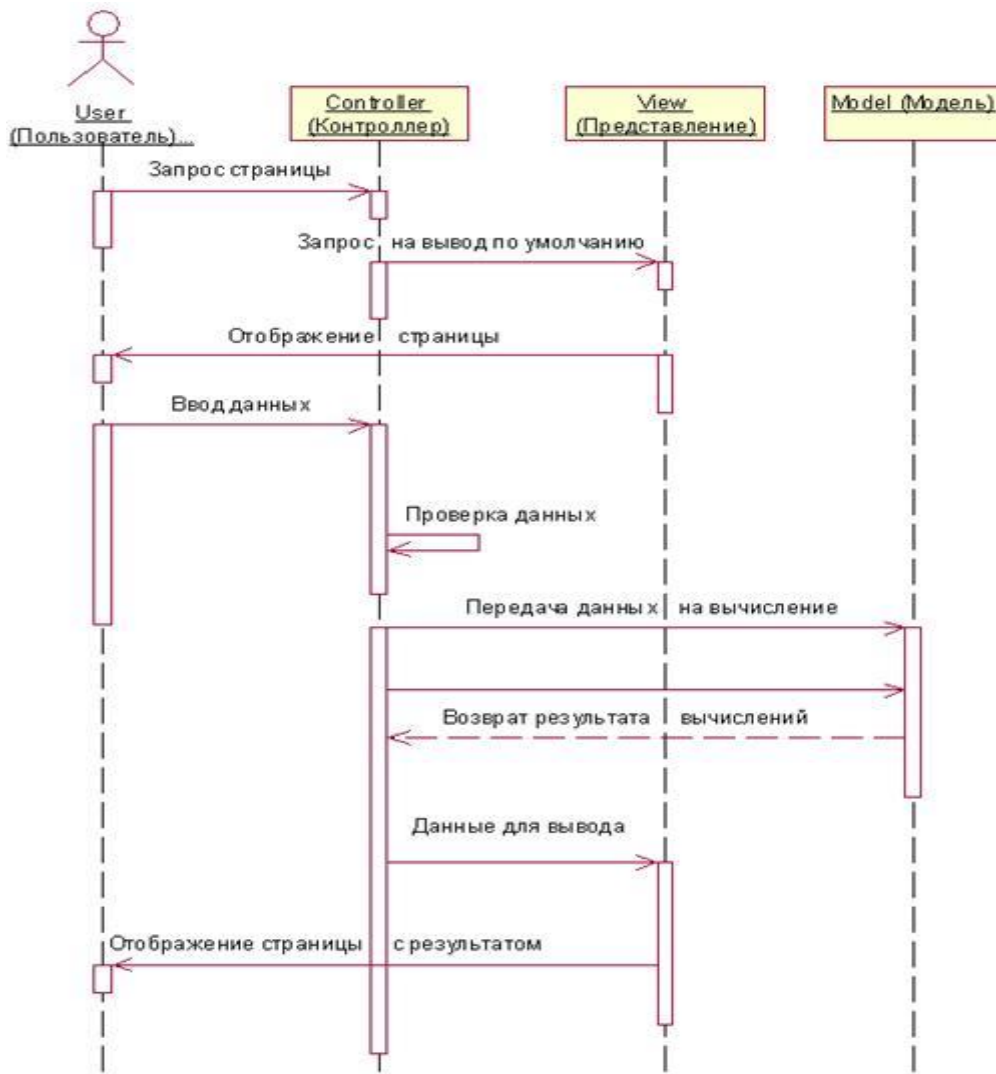 User
(Пользователь)...
Controller
(Контроллер)
View
(Представление)
Model (Модель)
Запрос страницы
Запрос на вывод по умолчанию
Отображение страницы
Ввод данных
Проверка данных
Передача данных на вычисление
Возврат результата вычислений
Данные для вывода
Отображение страницы с результатом